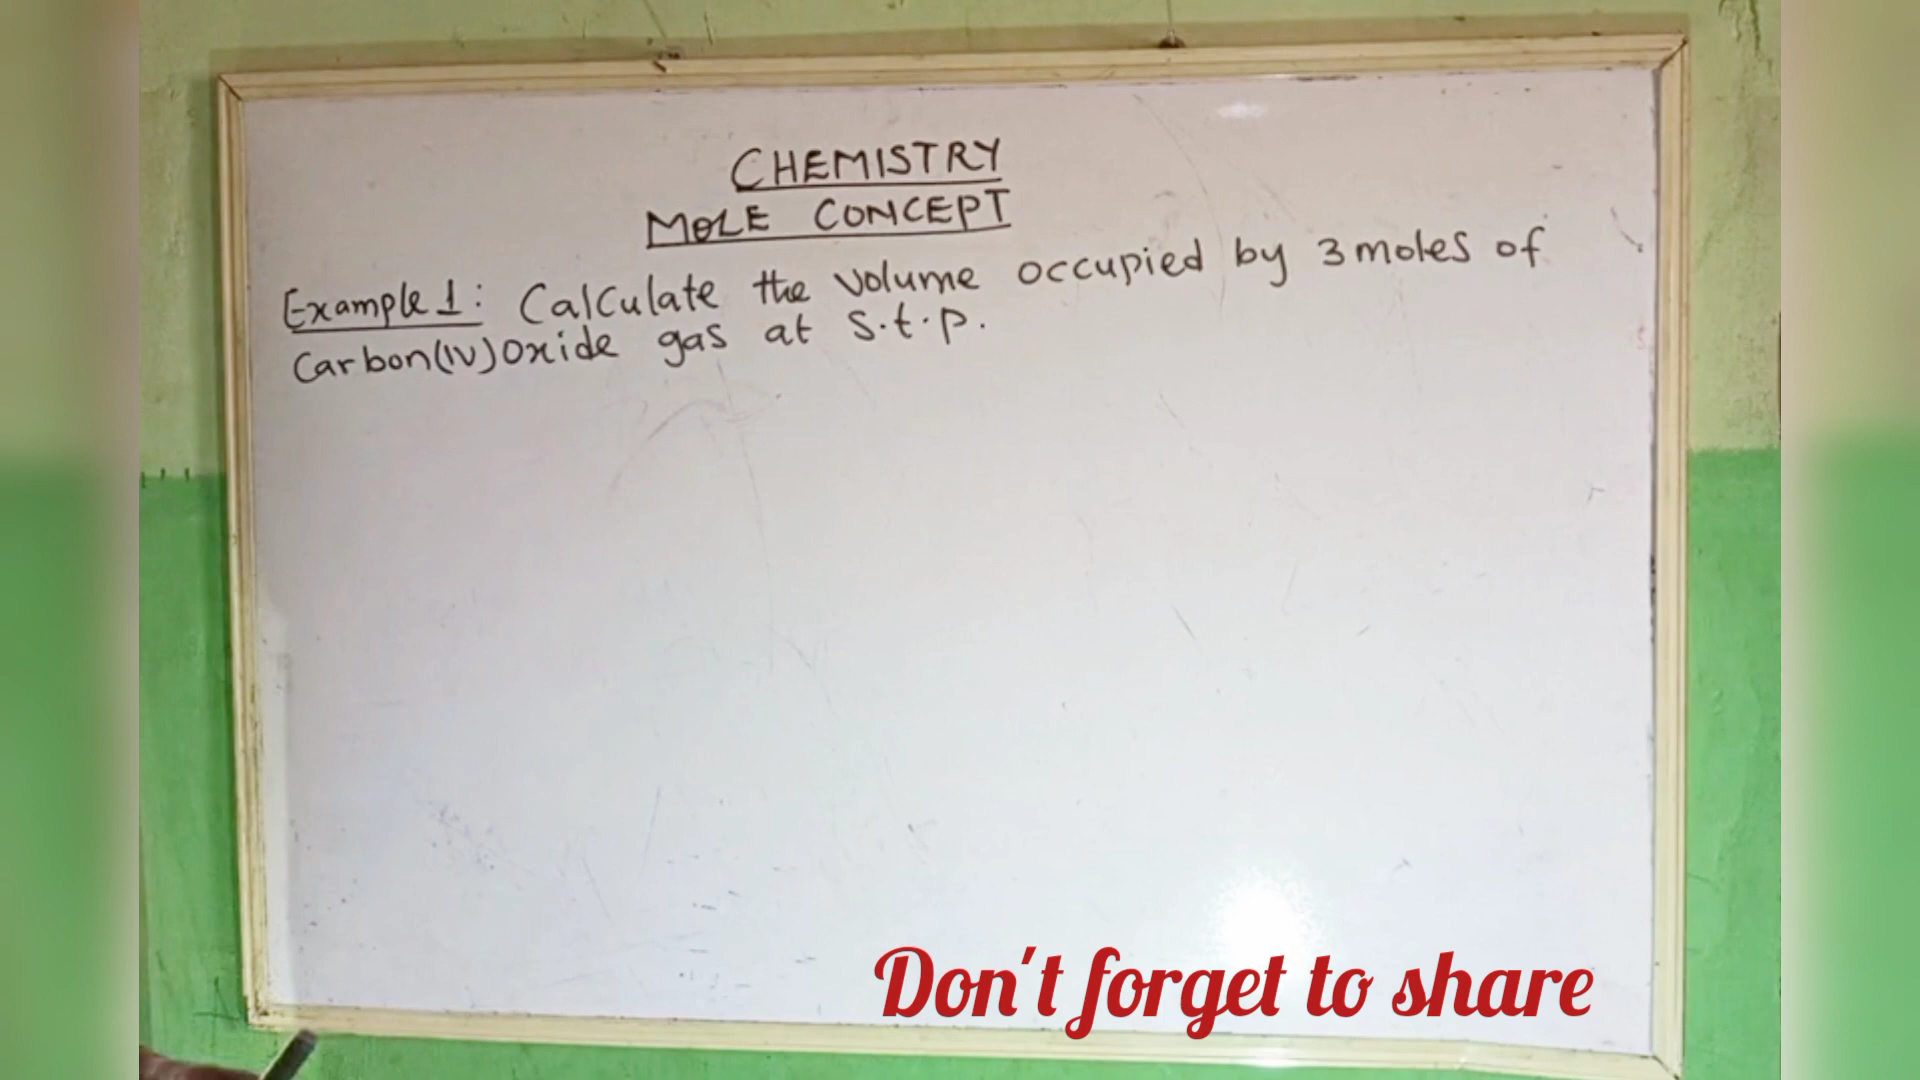 CHEMISTRY
MOLE CONCEPT
Example 1: Calculate the volume occupied by 3 moles of
Carbon(IV)Oxide gas at s.t.p.
Don't forget to share